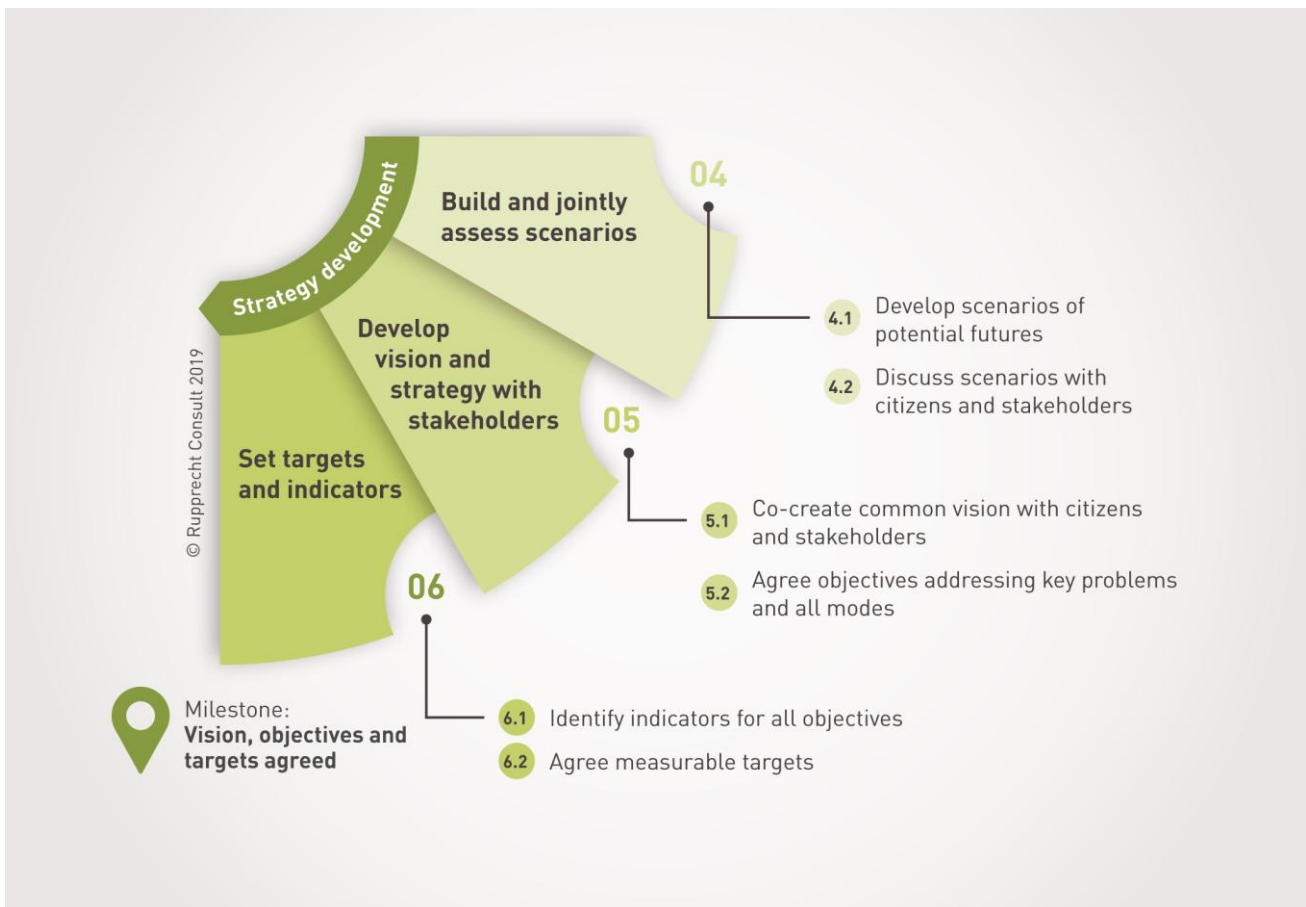 Strategy development
Build and jointly
assess scenarios
04
4.1 Develop scenarios of
potential futures
4.2 Discuss scenarios with
citizens and stakeholders
Develop
vision and
strategy with
stakeholders
05
5.1 Co-create common vision with citizens
and stakeholders
5.2 Agree objectives addressing key problems
and all modes
Set targets
and indicators
06
6.1 Identify indicators for all objectives
6.2 Agree measurable targets
Milestone:
Vision, objectives and
targets agreed
© Rupprecht Consult 2019